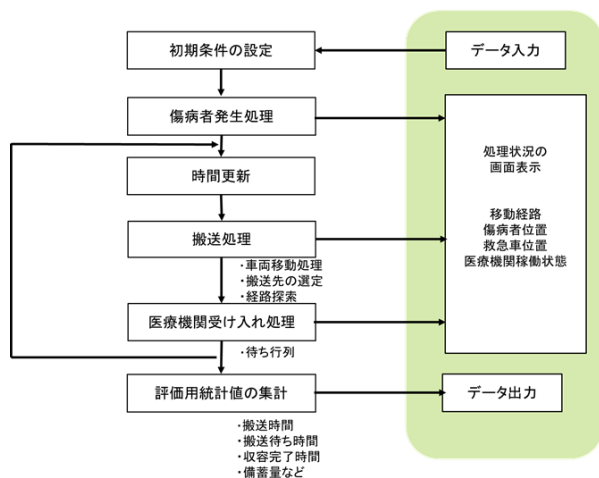 初期条件の設定
データ入力
傷病者発生処理
処理状況の
画面表示
時間更新
移動経路
傷病者位置
救急車位置
医療機関稼働状態
搬送処理
・車両移動処理
・搬送先の選定
・経路探索
医療機関受け入れ処理
・待ち行列
評価用統計値の集計
データ出力
・搬送時間
・搬送待ち時間
・収容完了時間
・備蓄量など